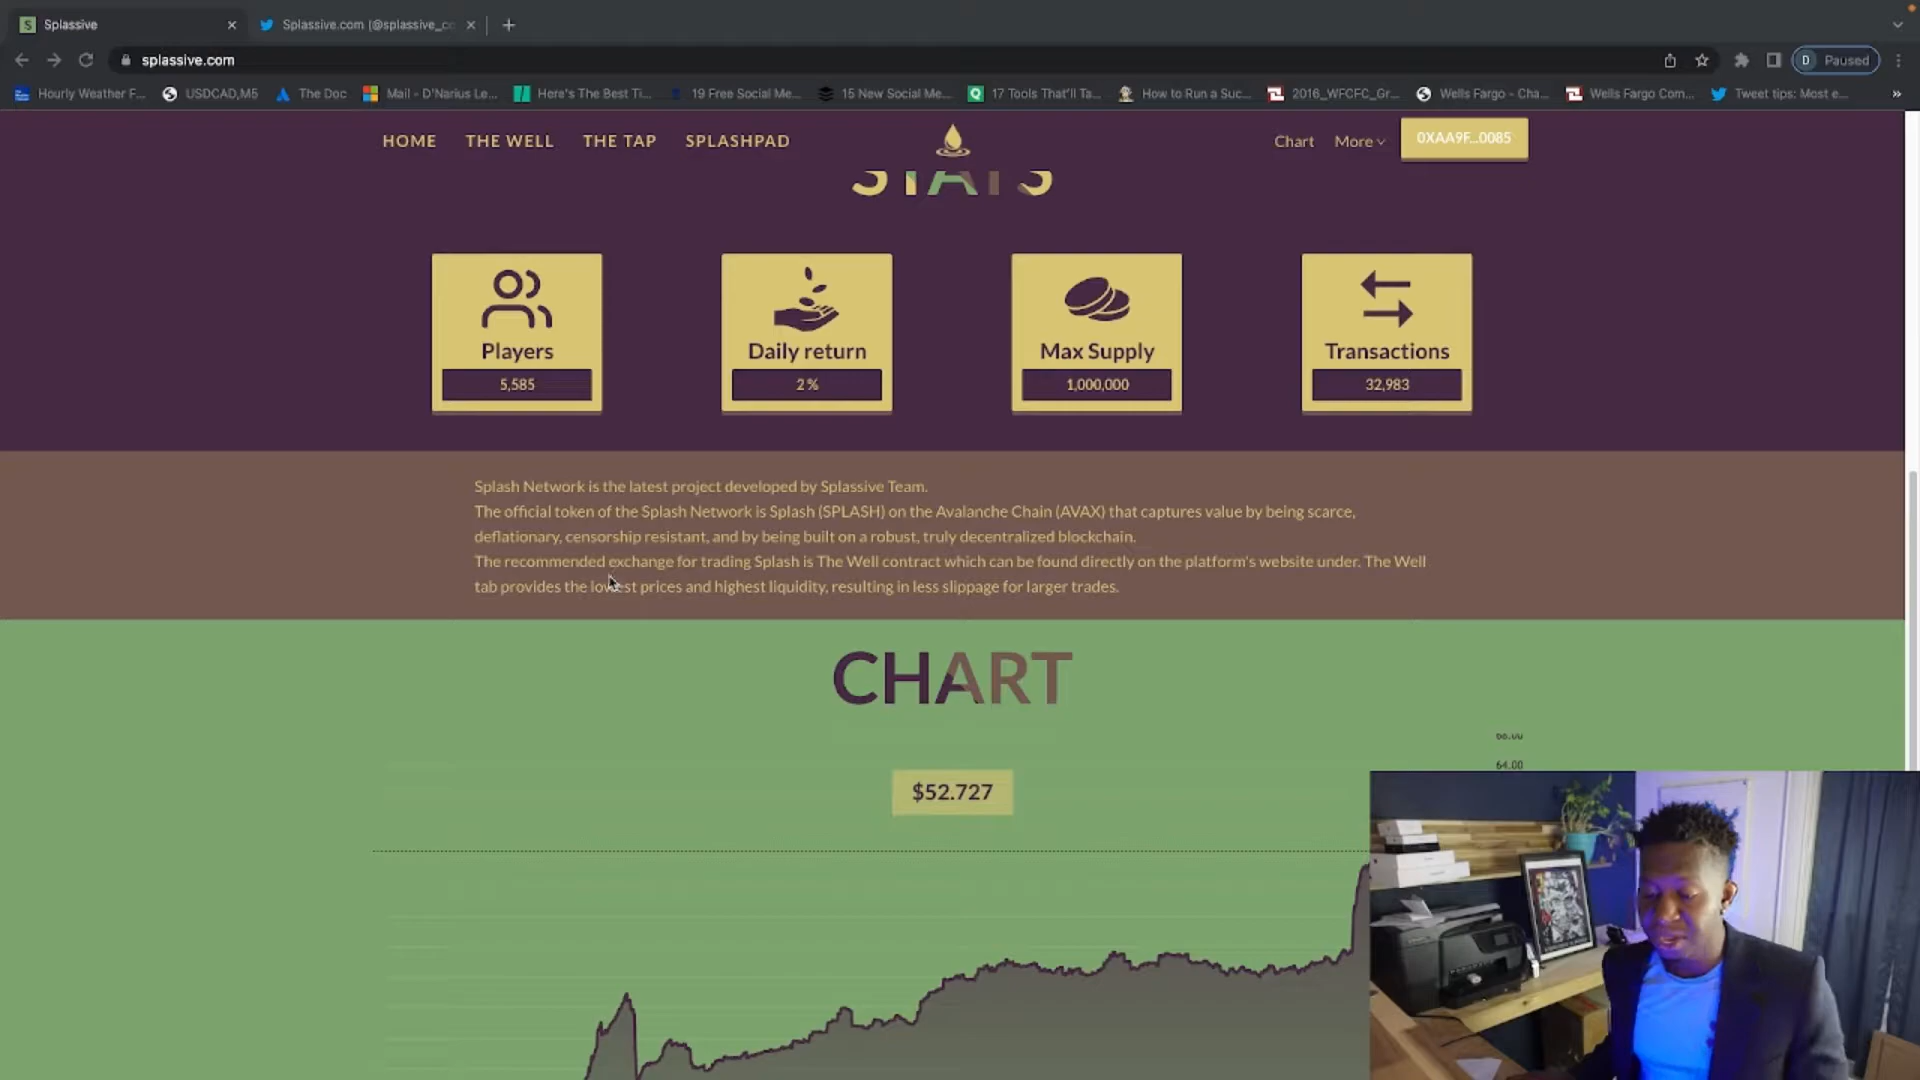 Splassive
Splassive.com (@splassive_co
splassive.com
D Paused
Hourly Weather F...
USDCAD,M5
The Doc
Mail - D'Narius Le...
Here's The Best Ti...
19 Free Social Me...
15 New Social Me...
17 Tools That'll Ta...
How to Run a Suc...
2016_WFCFC_Gr...
Wells Fargo - Cha...
Wells Fargo Com...
Tweet tips: Most e...
HOME
THE WELL
THE TAP
SPLASHPAD
Chart
More
0XAA9F...0085
STATS
Players
5,585
Daily return
2%
Max Supply
1,000,000
Transactions
32,983
Splash Network is the latest project developed by Splassive Team.
The official token of the Splash Network is Splash (SPLASH) on the Avalanche Chain (AVAX) that captures value by being scarce,
deflationary, censorship resistant, and by being built on a robust, truly decentralized blockchain.
The recommended exchange for trading Splash is The Well contract which can be found directly on the platform's website under. The Well
tab provides the lowest prices and highest liquidity, resulting in less slippage for larger trades.
CHART
64.00
$52.727